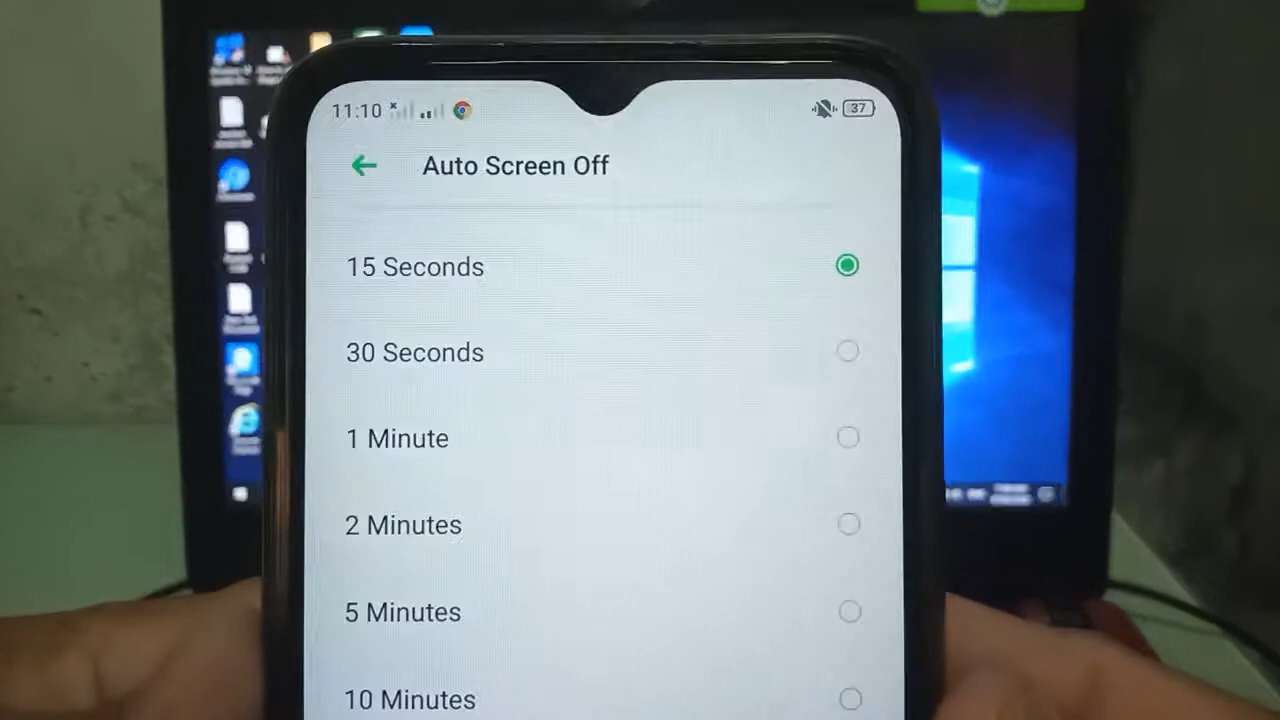 11:10
37
Auto Screen Off
15 Seconds
30 Seconds
1 Minute
2 Minutes
5 Minutes
10 Minutes